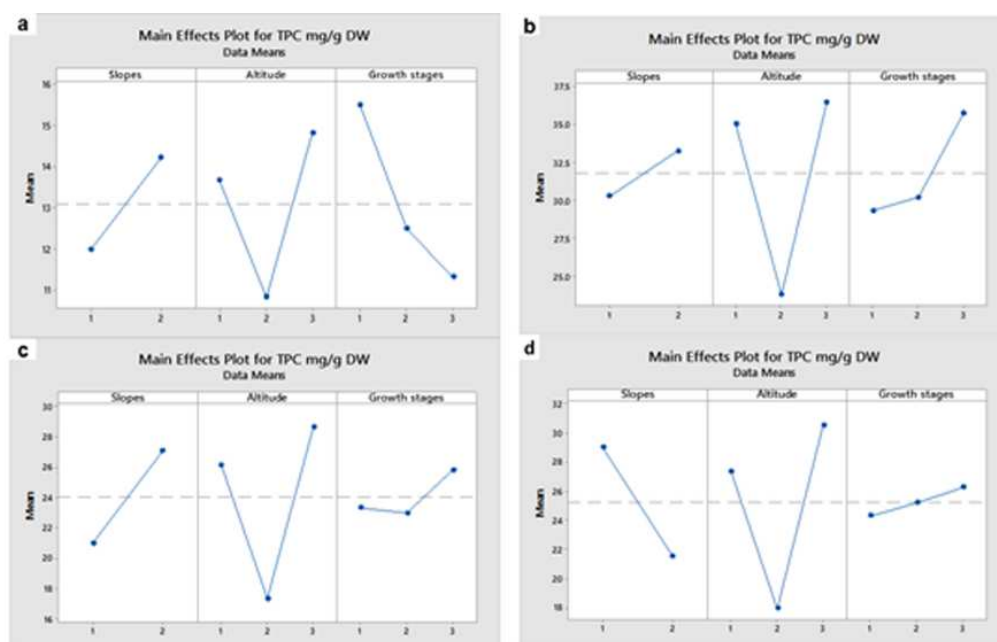 a
Main Effects Plot for TPC mg/g DW
Data Means
Slopes Altitude Growth stages
Mean
16
15
14
13
12
11
1 2 1 2 3 1 2 3
b
Main Effects Plot for TPC mg/g DW
Data Means
Slopes Altitude Growth stages
Mean
37.5
35.0
32.5
30.0
27.5
25.0
1 2 1 2 3 1 2 3
c
Main Effects Plot for TPC mg/g DW
Data Means
Slopes Altitude Growth stages
Mean
30
28
26
24
22
20
18
16
1 2 1 2 3 1 2 3
d
Main Effects Plot for TPC mg/g DW
Data Means
Slopes Altitude Growth stages
Mean
32
30
28
26
24
22
20
18
1 2 1 2 3 1 2 3